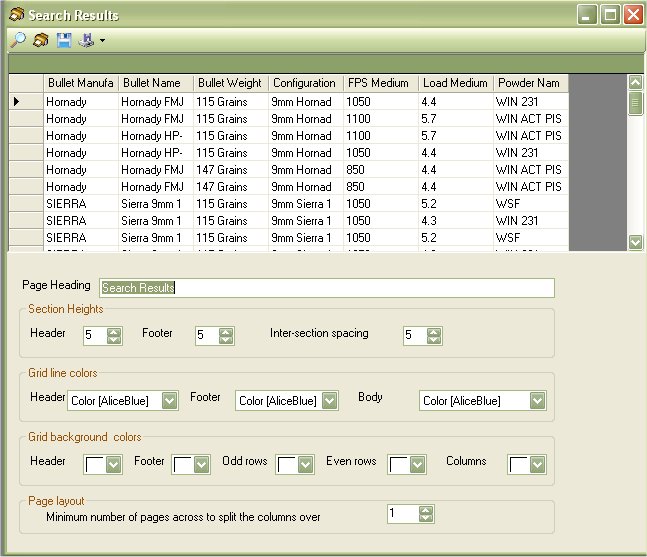 Search Results
Bullet Manufa Bullet Name Bullet Weight Configuration FPS Medium Load Medium Powder Nam
Hornady Hornady FMJ 115 Grains 9mm Hornad 1050 4.4 WIN 231
Hornady Hornady FMJ 115 Grains 9mm Hornad 1100 5.7 WIN ACT PIS
Hornady Hornady HP- 115 Grains 9mm Hornad 1100 5.7 WIN ACT PIS
Hornady Hornady HP- 115 Grains 9mm Hornad 1050 4.4 WIN 231
Hornady Hornady FMJ 147 Grains 9mm Hornad 850 4.4 WIN ACT PIS
Hornady Hornady FMJ 147 Grains 9mm Hornad 850 4.4 WIN ACT PIS
SIERRA Sierra 9mm 1 115 Grains 9mm Sierra 1 1050 5.2 WSF
SIERRA Sierra 9mm 1 115 Grains 9mm Sierra 1 1050 4.3 WIN 231
SIERRA Sierra 9mm 1 115 Grains 9mm Sierra 1 1050 5.2 WSF
Page Heading Search Results
Section Heights
Header 5 Footer 5 Inter-section spacing 5
Grid line colors
Header Color [AliceBlue] Footer Color [AliceBlue] Body Color [AliceBlue]
Grid background colors
Header Footer Odd rows Even rows Columns
Page layout
Minimum number of pages across to split the columns over 1